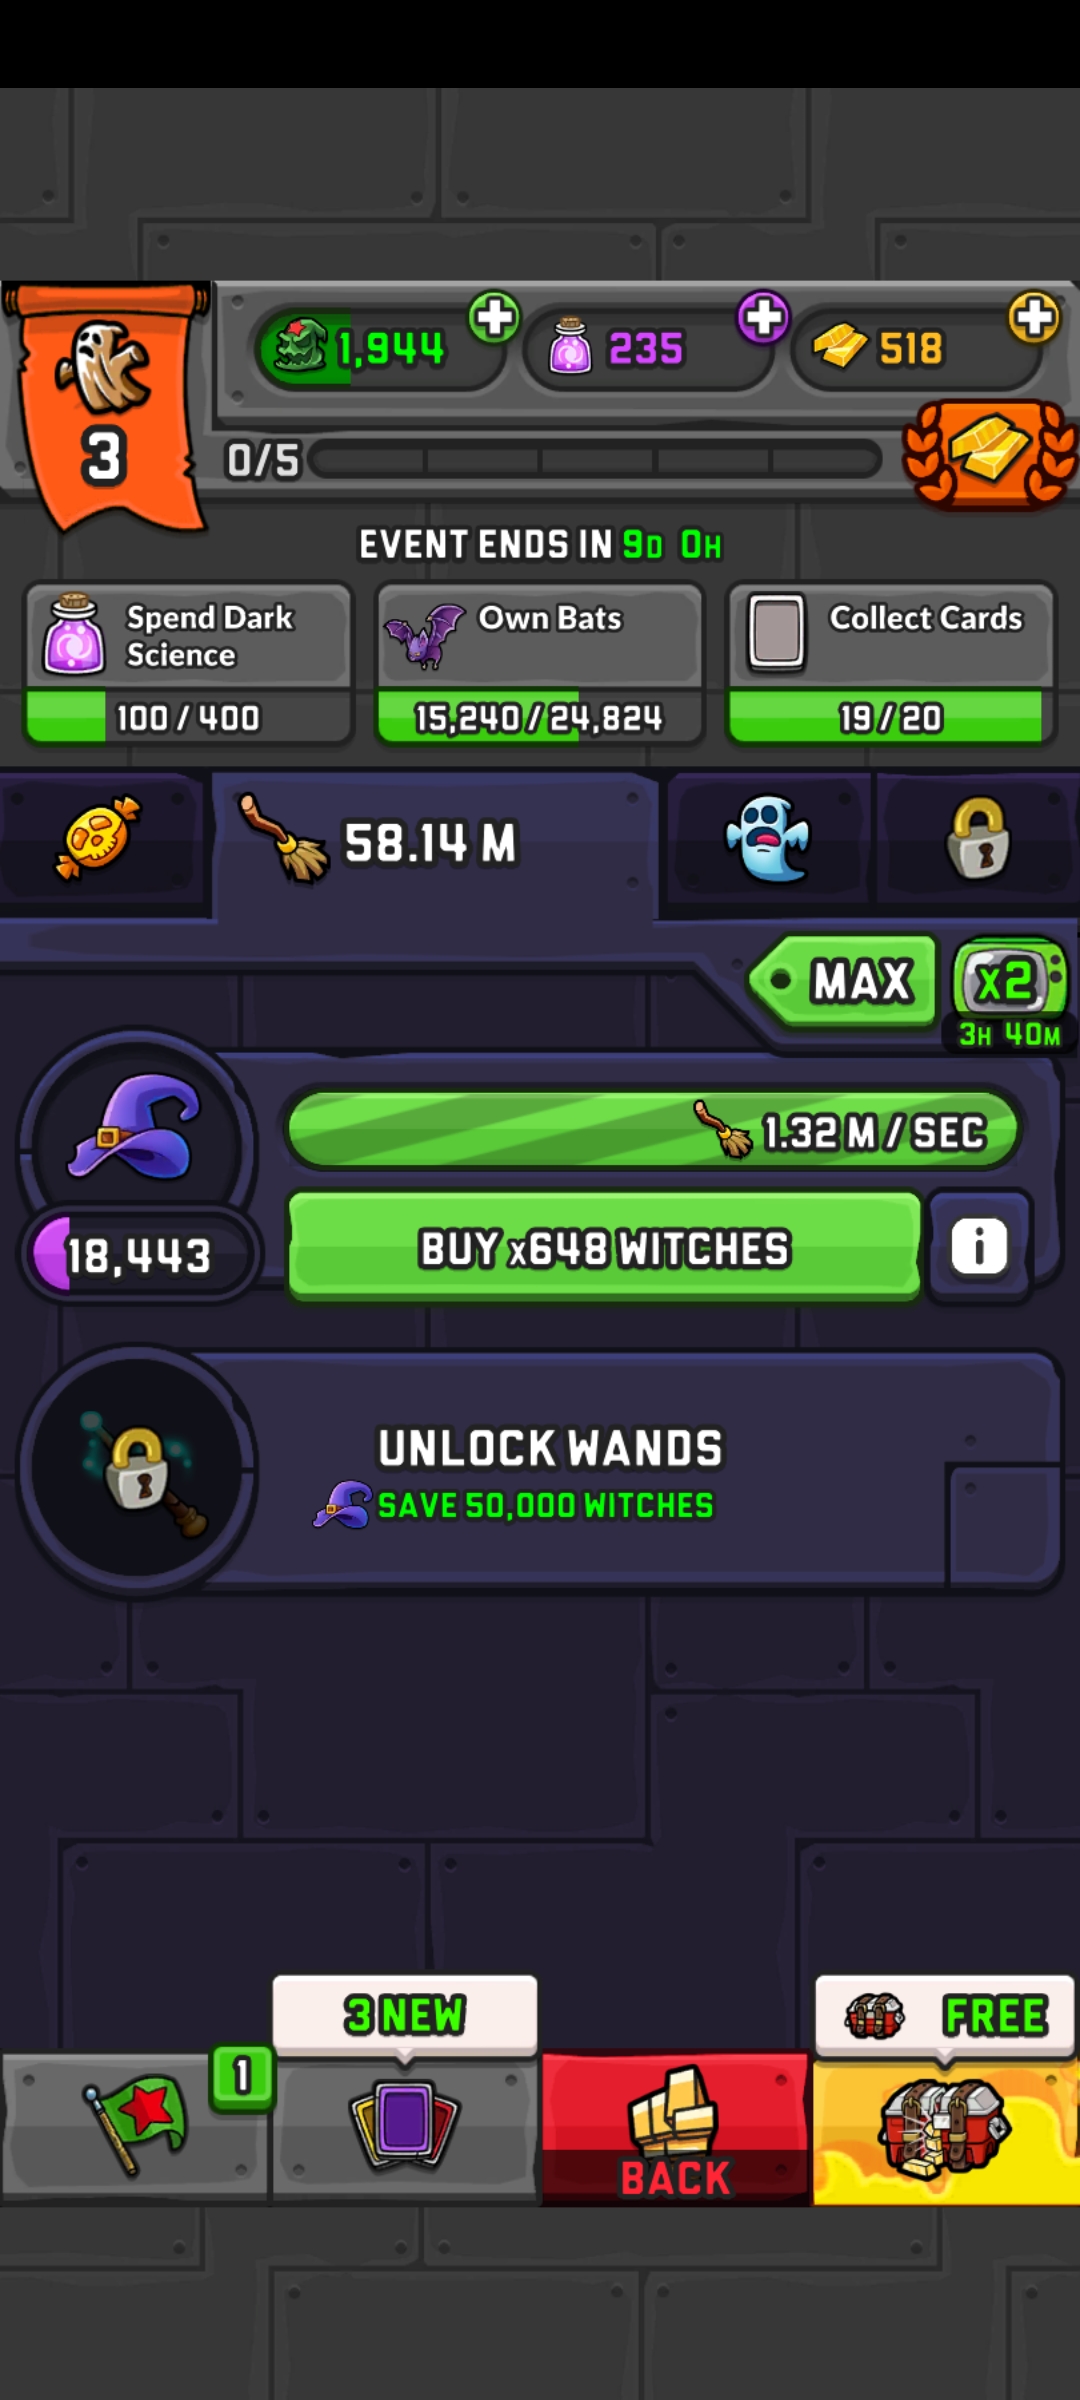 1,944
235
518
3
0/5
EVENT ENDS IN 9D 0H
Spend Dark
Science
100 / 400
Own Bats
15,240 / 24,824
Collect Cards
19 / 20
58.14 M
MAX
x2
3H 40M
1.32 M / SEC
18,443
BUY x648 WITCHES
i
UNLOCK WANDS
SAVE 50,000 WITCHES
3 NEW
FREE
1
BACK